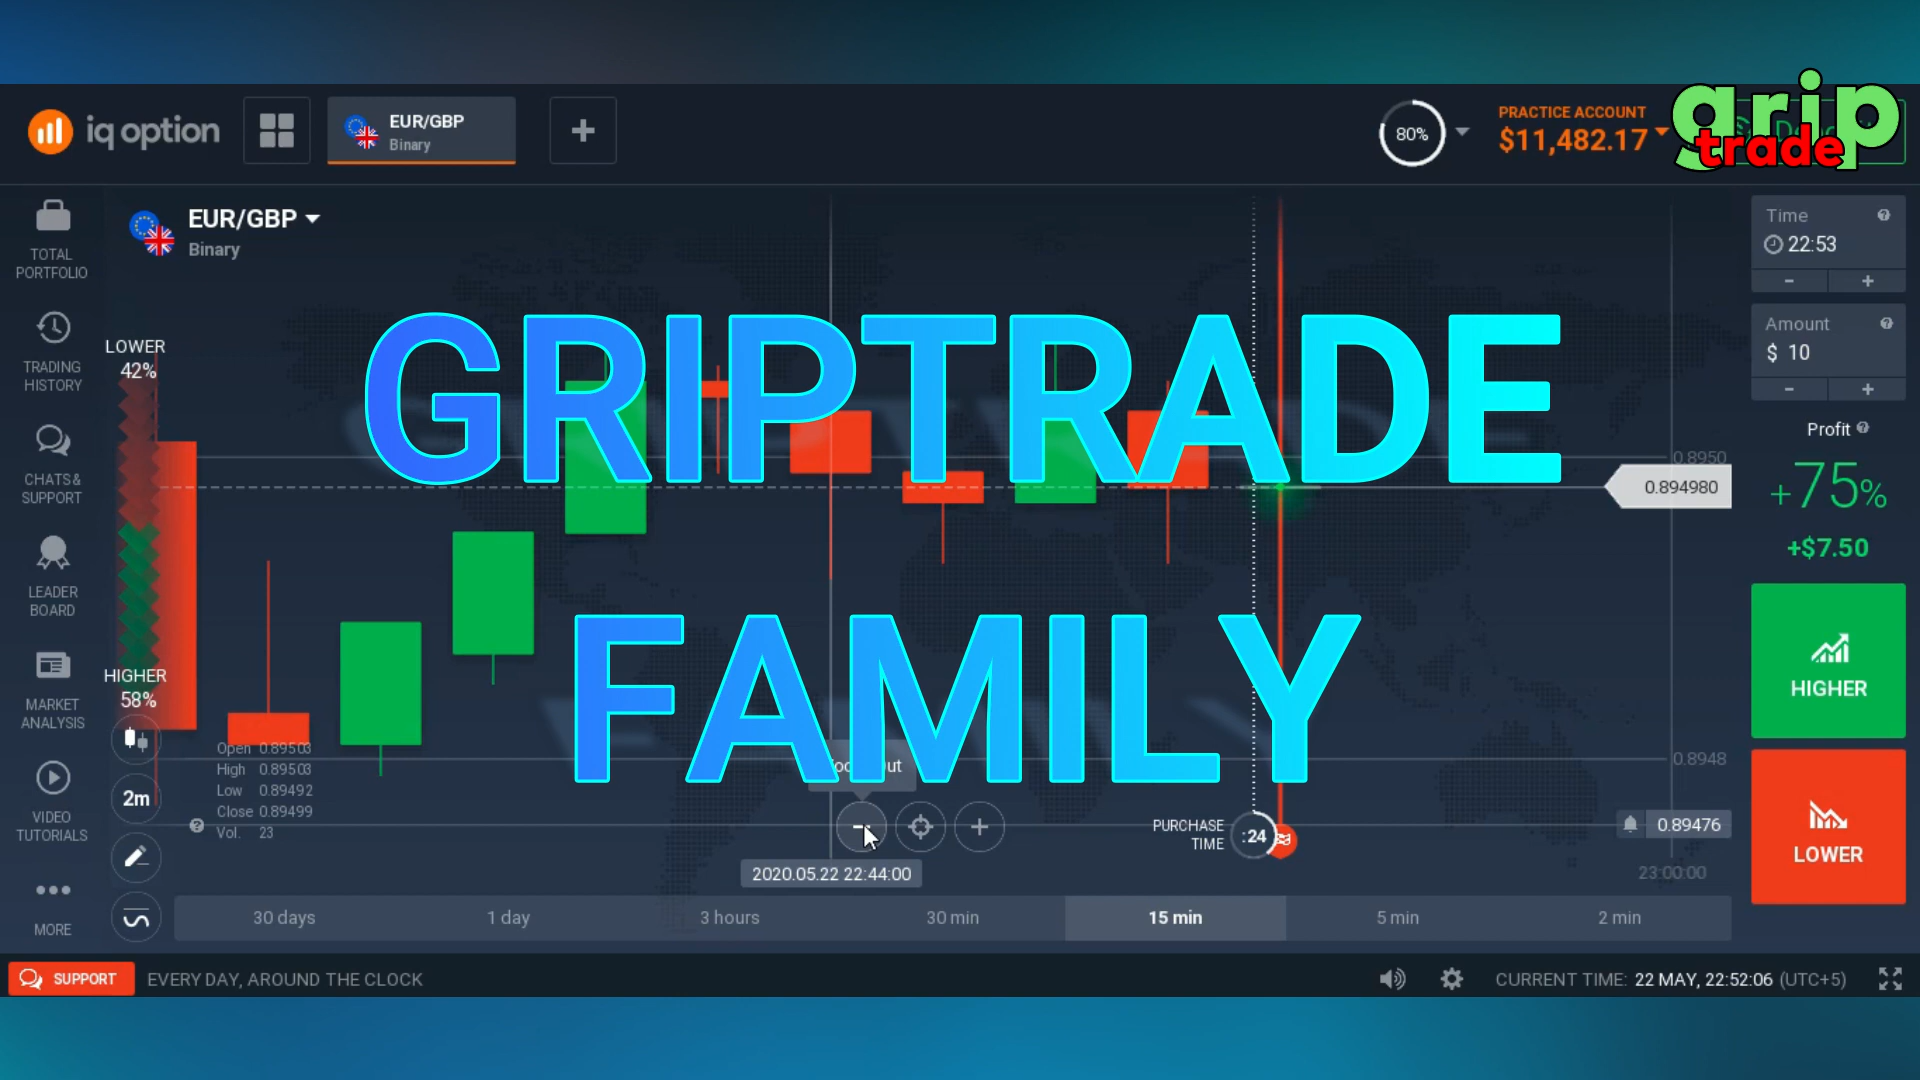 iq option
EUR/GBP
Binary
80%
PRACTICE ACCOUNT
$11,482.17
grip
trade
EUR/GBP
Binary
Time
22:53
Amount
$ 10
Profit
+75%
+$7.50
HIGHER
LOWER
TOTAL
PORTFOLIO
TRADING
HISTORY
CHATS &
SUPPORT
LEADER
BOARD
MARKET
ANALYSIS
VIDEO
TUTORIALS
MORE
LOWER
42%
HIGHER
58%
2m
GRIPTRADE
FAMILY
0.8950
0.894980
0.8948
0.89476
Open 0.89503
High 0.89503
Low 0.89492
Close 0.89499
Vol. 23
PURCHASE
TIME
:24
2020.05.22 22:44:00
23:00:00
30 days 1 day 3 hours 30 min 15 min 5 min 2 min
SUPPORT EVERY DAY, AROUND THE CLOCK
CURRENT TIME: 22 MAY, 22:52:06 (UTC+5)